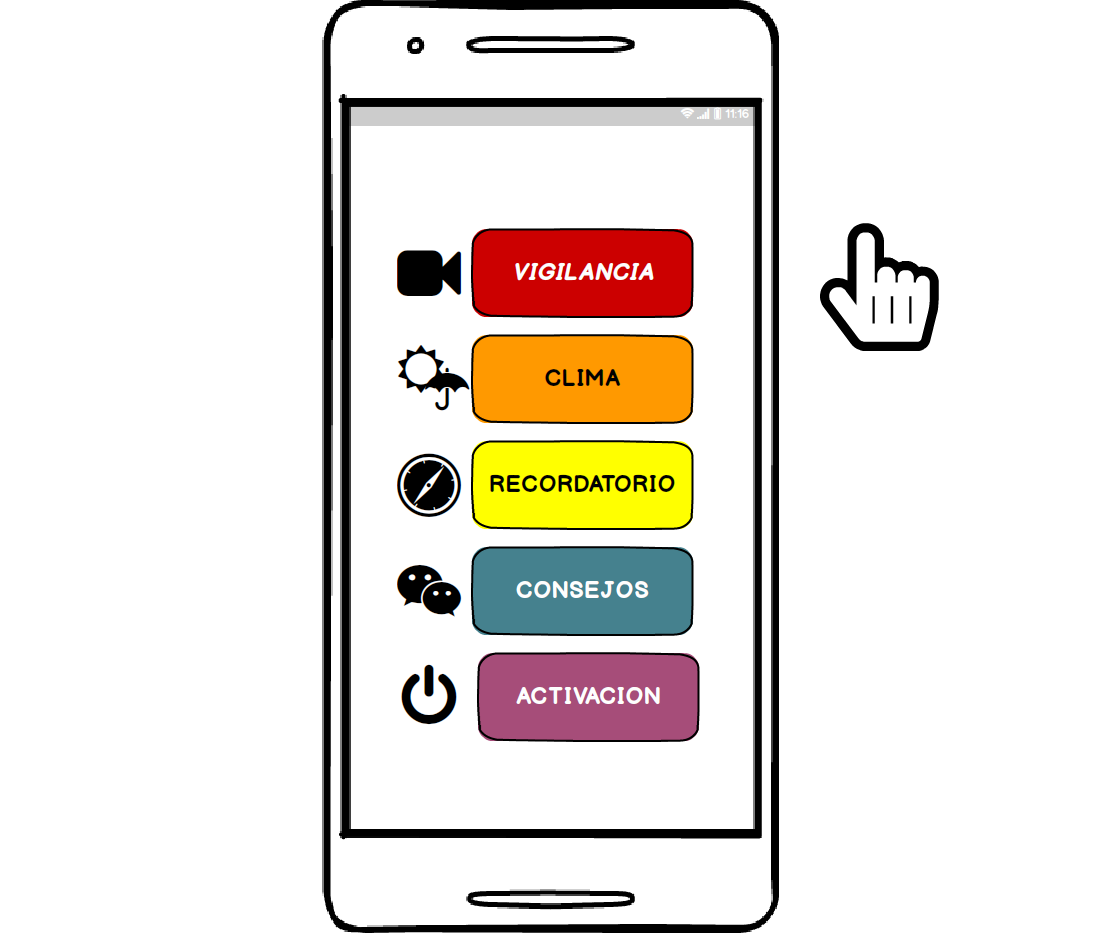 11:16
VIGILANCIA
CLIMA
RECORDATORIO
CONSEJOS
ACTIVACION